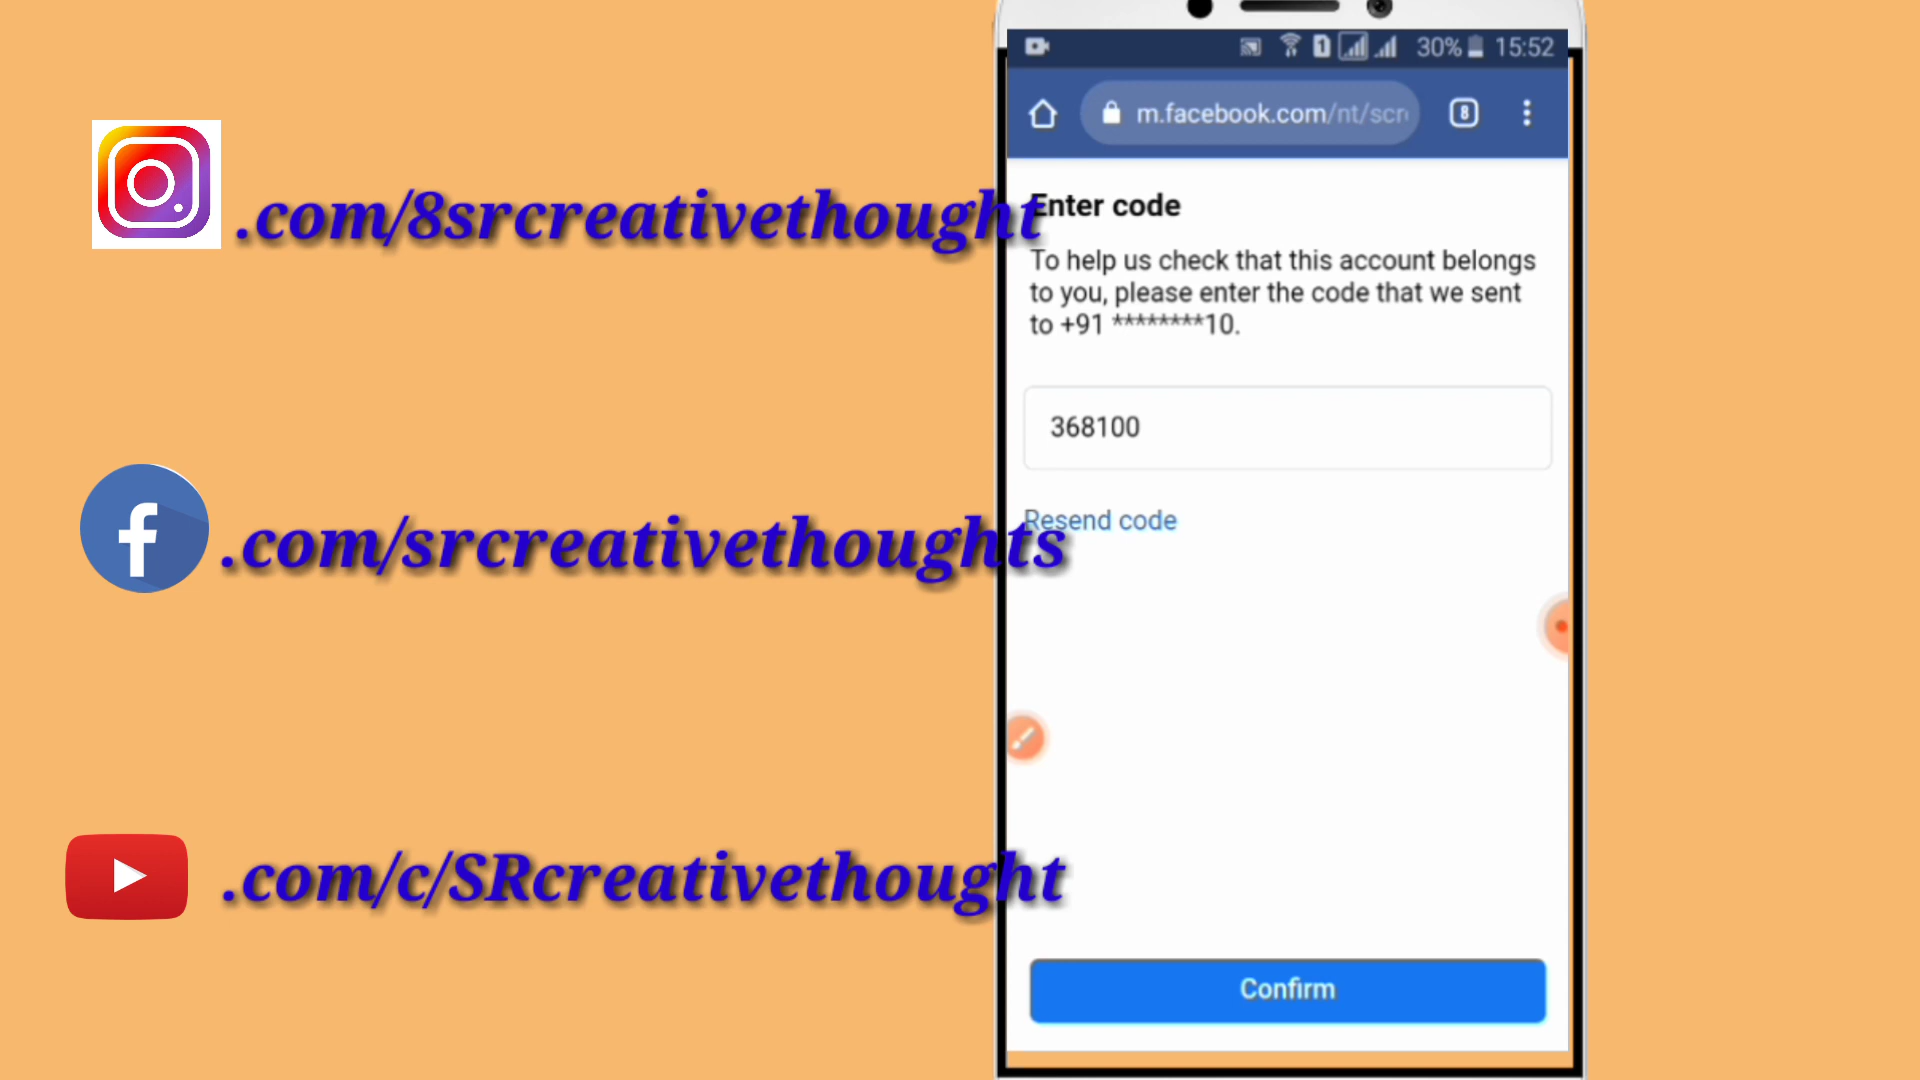 30% 15:52
m.facebook.com/nt/scr
8
Enter code
To help us check that this account belongs
to you, please enter the code that we sent
to +91 ********10.
368100
Resend code
Confirm
.com/8srcreativethought
.com/srcreativethoughts
.com/c/SRcreativethought